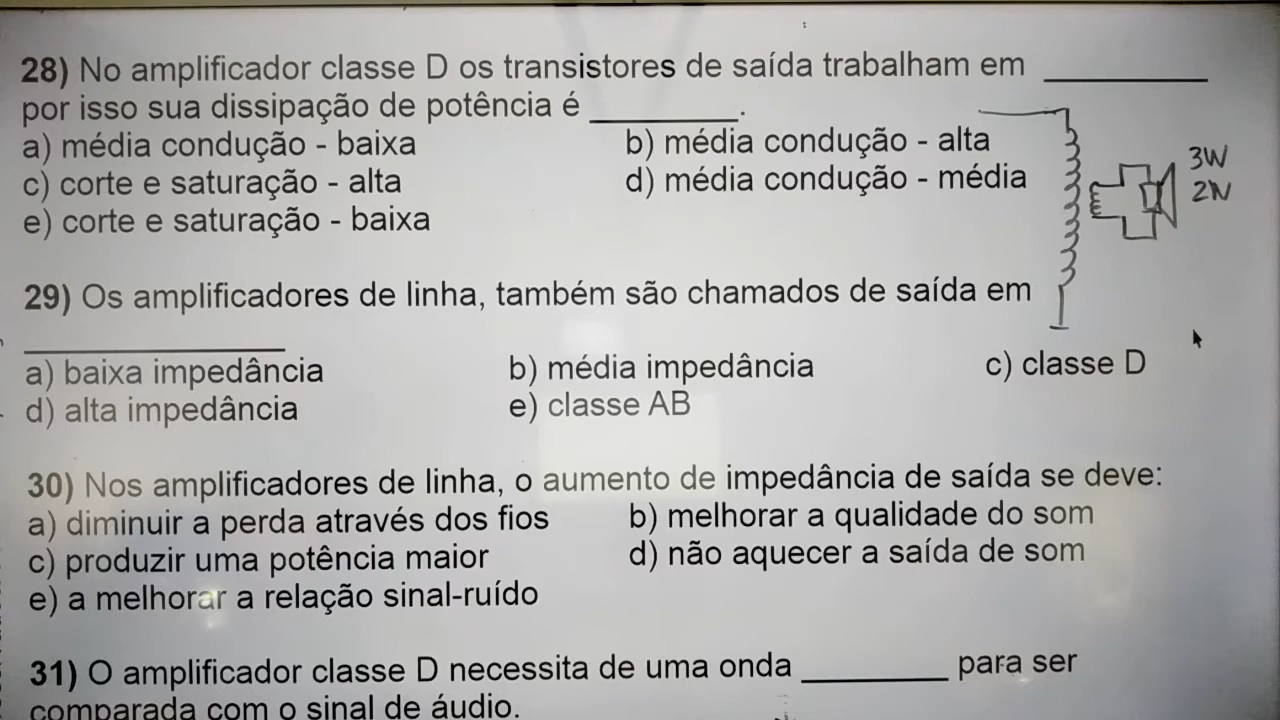 28) No amplificador classe D os transistores de saída trabalham em __________
por isso sua dissipação de potência é _________.
a) média condução - baixa b) média condução - alta
c) corte e saturação - alta d) média condução - média
e) corte e saturação - baixa
3W
2W
29) Os amplificadores de linha, também são chamados de saída em
________________
a) baixa impedância b) média impedância c) classe D
d) alta impedância e) classe AB
30) Nos amplificadores de linha, o aumento de impedância de saída se deve:
a) diminuir a perda através dos fios b) melhorar a qualidade do som
c) produzir uma potência maior d) não aquecer a saída de som
e) a melhorar a relação sinal-ruído
31) O amplificador classe D necessita de uma onda _________ para ser
comparada com o sinal de áudio.